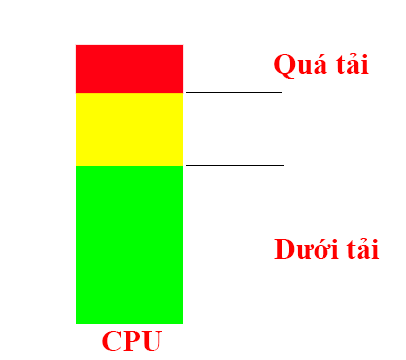 Quá tải
Dưới tải
CPU